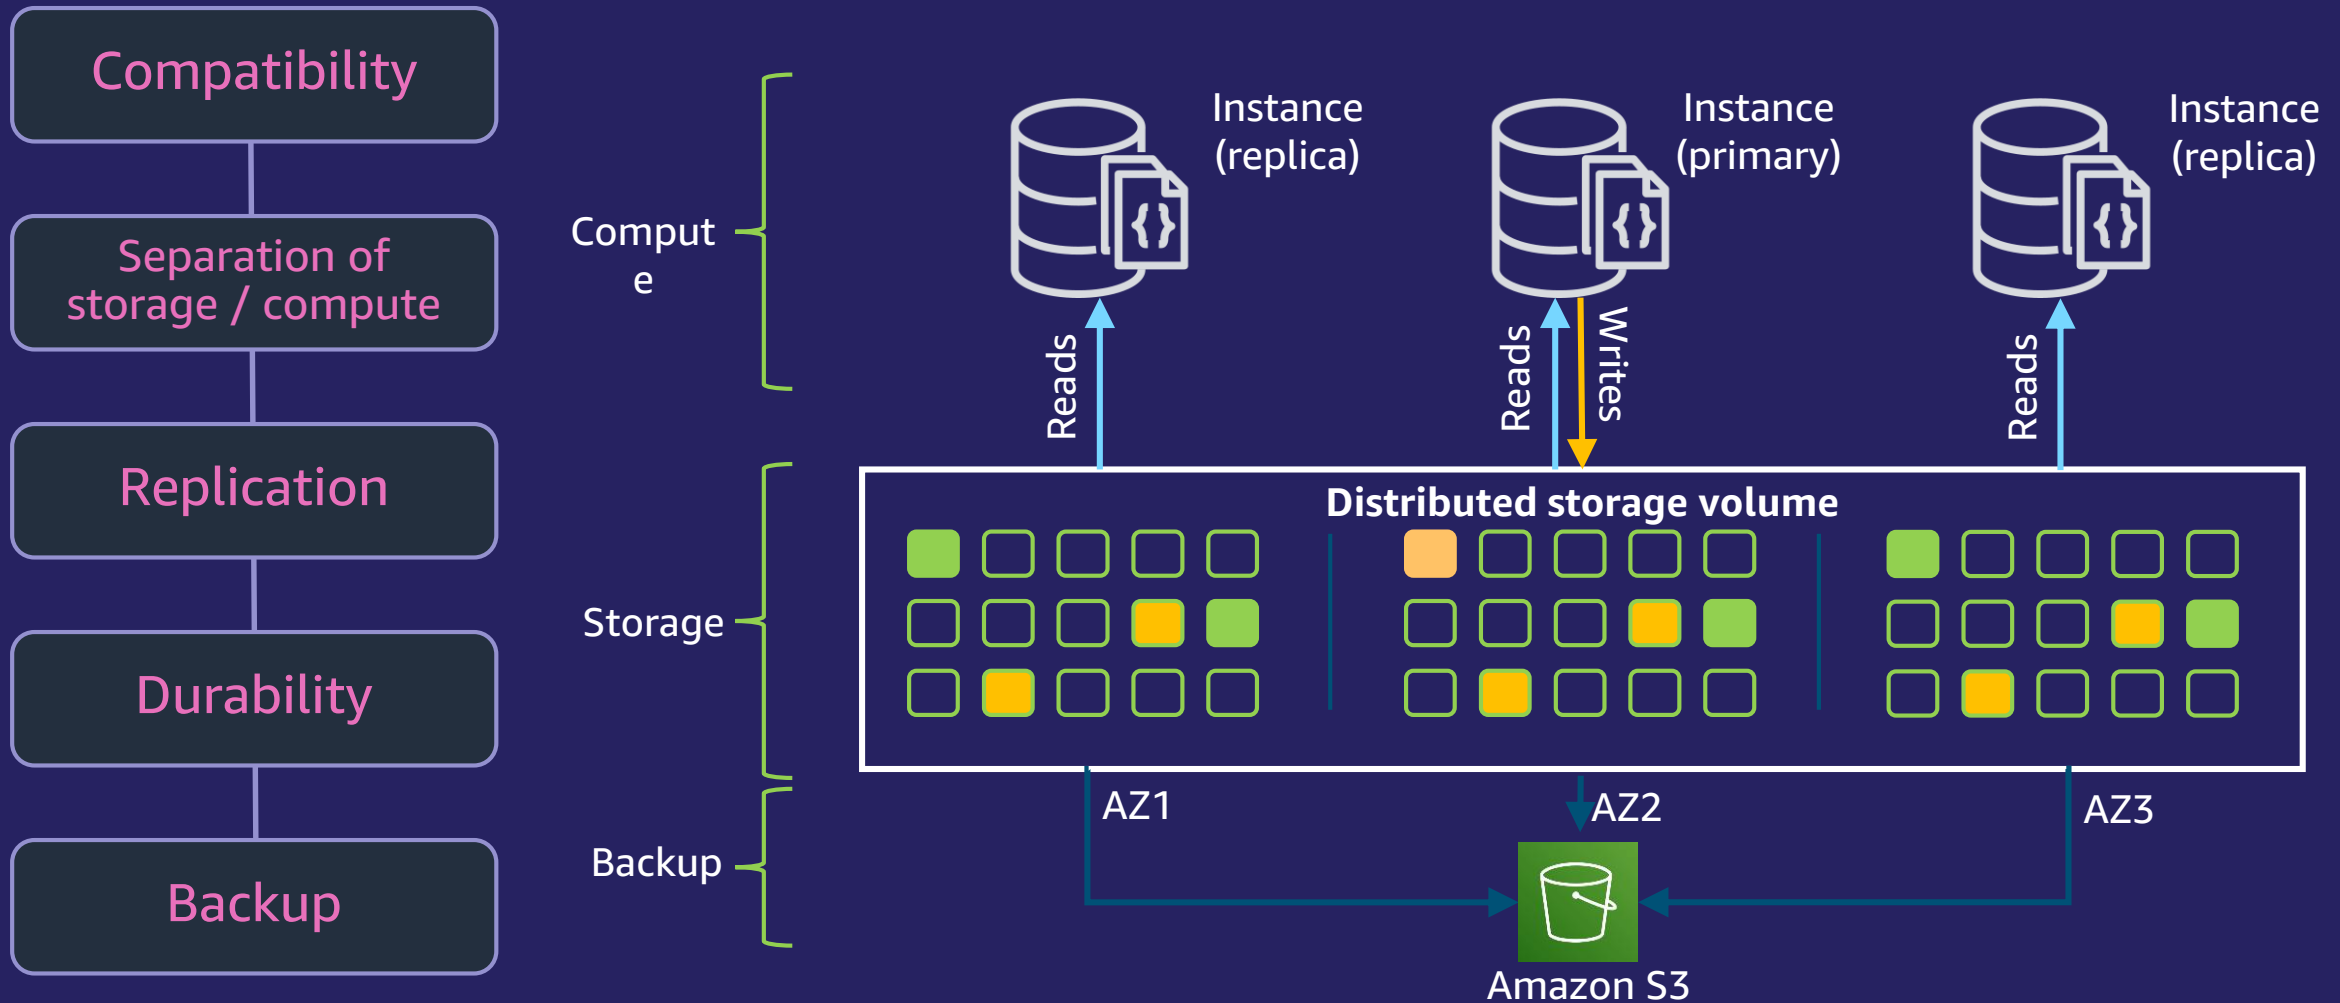 Compatibility
Separation of
storage / compute
Replication
Durability
Backup
Comput
e
Storage
Backup
Instance
(replica)
Instance
(primary)
Instance
(replica)
Reads
Reads
Writes
Reads
Distributed storage volume
AZ1
AZ2
AZ3
Amazon S3